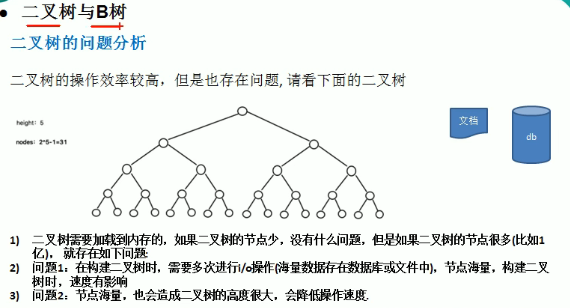 二叉树与B树
二叉树的问题分析
二叉树的操作效率较高，但是也存在问题, 请看下面的二叉树
height: 5
nodes: 2^5-1=31
文档
db
1) 二叉树需要加载到内存的，如果二叉树的节点少，没有什么问题，但是如果二叉树的节点很多(比如1
亿)， 就存在如下问题:
2) 问题1：在构建二叉树时，需要多次进行i/o操作(海量数据存在数据库或文件中)，节点海量，构建二叉
树时，速度有影响
3) 问题2：节点海量，也会造成二叉树的高度很大，会降低操作速度.